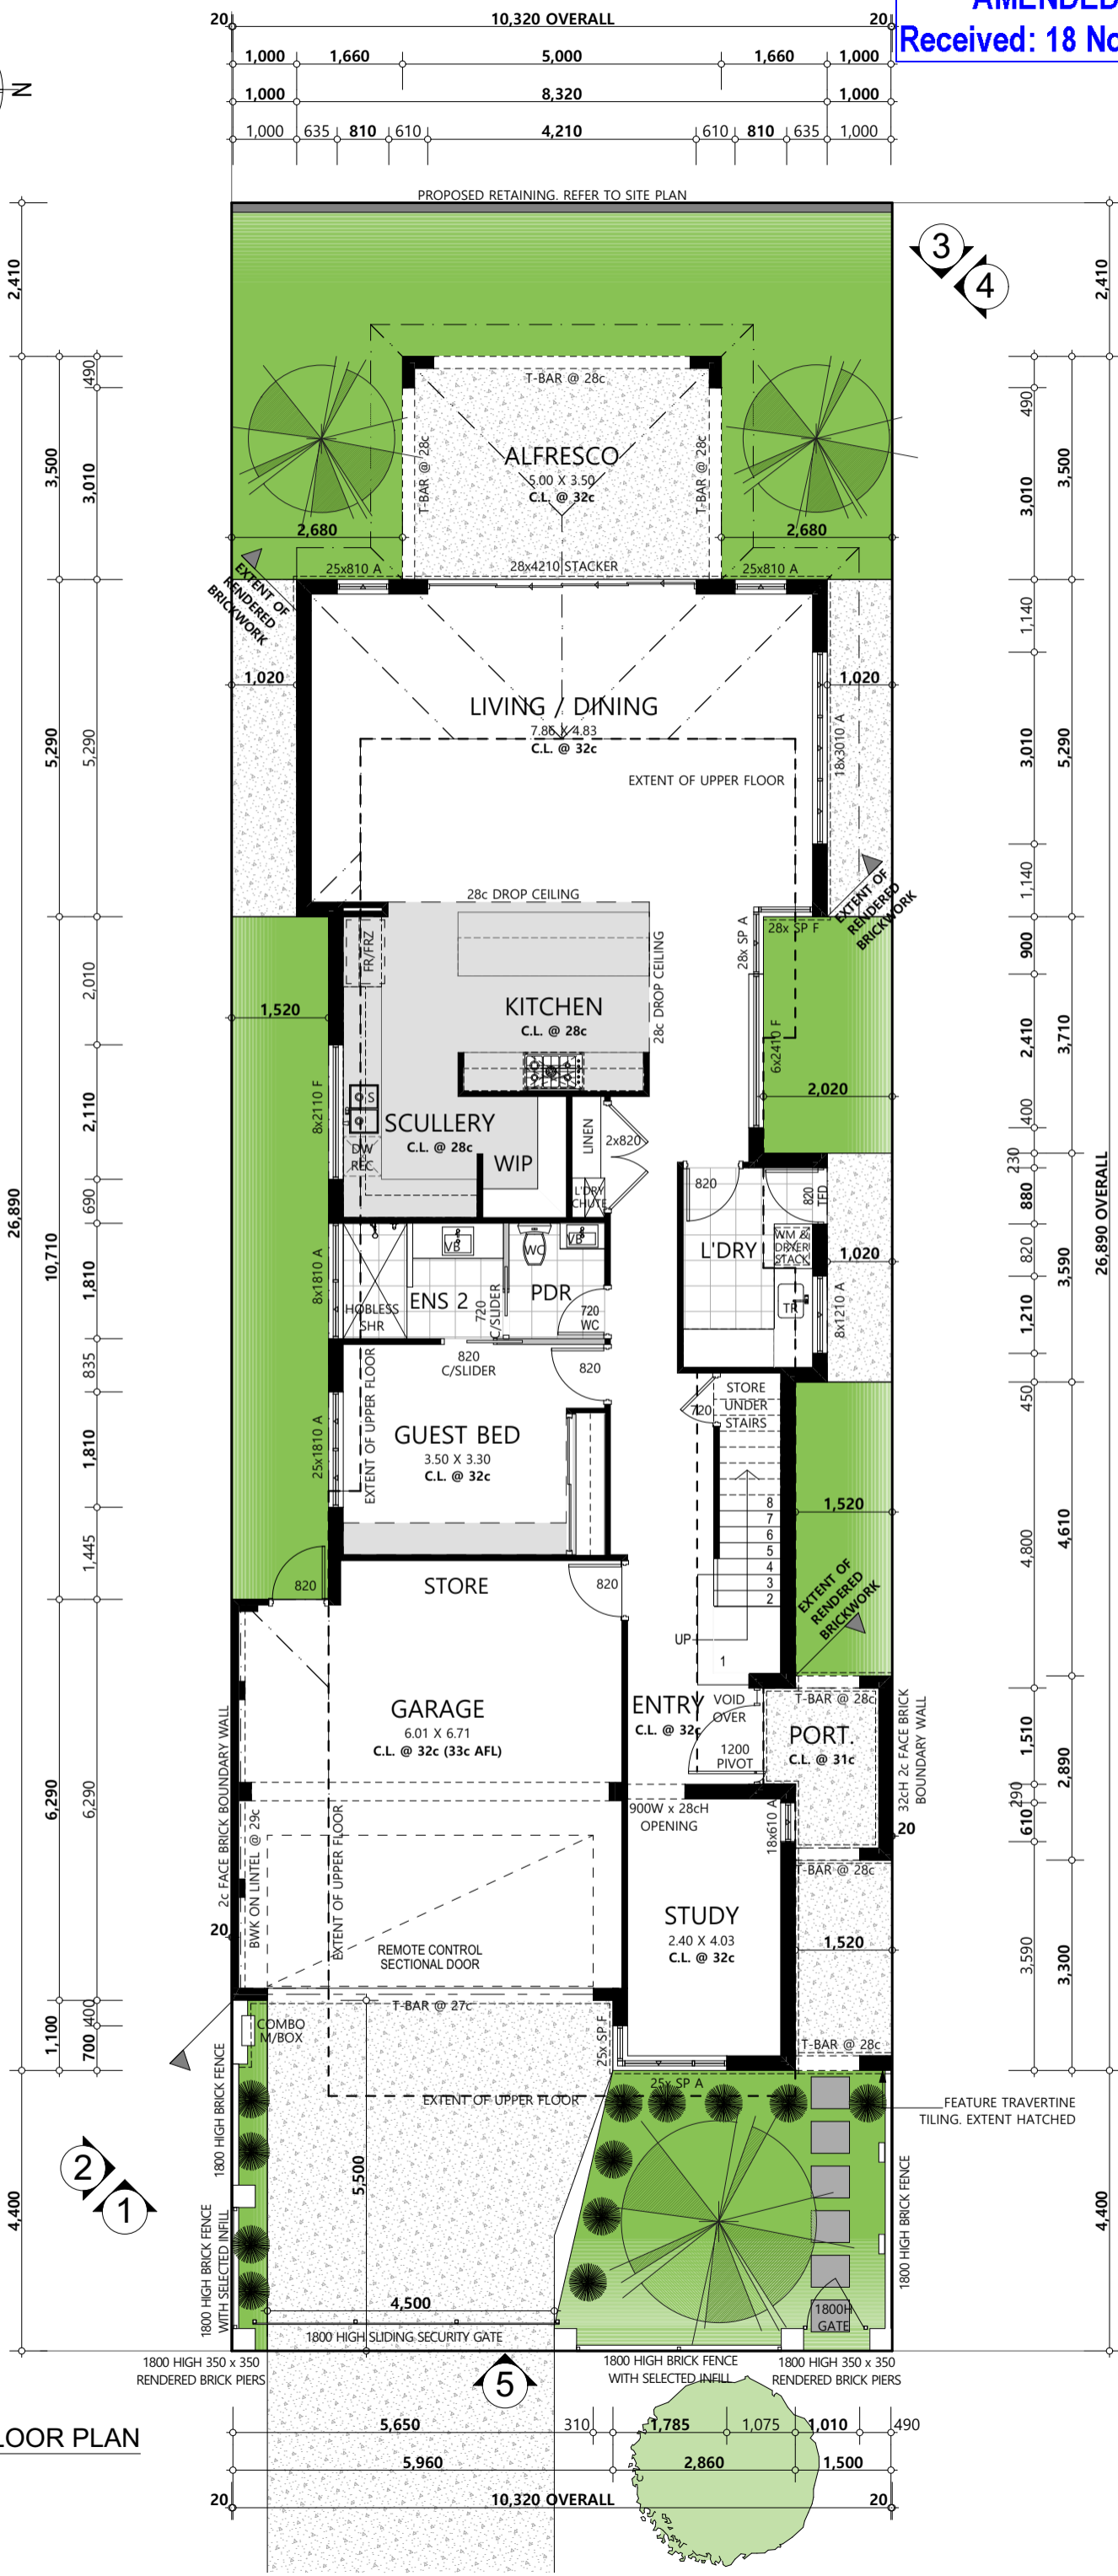 AMENDED
Received: 18 No
N
20
10,320 OVERALL
20
1,000
1,660
5,000
1,660
1,000
1,000
8,320
1,000
1,000
635
810
610
4,210
610
810
635
1,000
PROPOSED RETAINING. REFER TO SITE PLAN
3
4
2,410
2,410
490
3,500
3,010
490
3,010
3,500
T-BAR @ 28c
T-BAR @ 28c
T-BAR @ 28c
ALFRESCO
5.00 X 3.50
C.L. @ 32c
2,680
2,680
25x810 A
28x4210 STACKER
25x810 A
EXTENT OF
RENDERED
BRICKWORK
1,020
1,020
5,290
5,290
1,140
3,010
5,290
1,140
LIVING / DINING
7.86 X 4.83
C.L. @ 32c
18x3010 A
EXTENT OF UPPER FLOOR
EXTENT OF
RENDERED
BRICKWORK
28c DROP CEILING
FR/FRZ
28c DROP CEILING
28x SP A
28x SP F
KITCHEN
C.L. @ 28c
1,520
6x2410 F
2,020
2,010
2,110
690
10,710
26,890
900
2,410
3,710
400
230
26,890 OVERALL
8x2110 F
S
SCULLERY
C.L. @ 28c
DW
REC
WIP
LINEN
2x820
L'DRY
CHUTE
820
820
TFD
L'DRY
WM &
DRYER
STACK
TR
1,020
8x1210 A
880
820
1,210
3,590
450
8x1810 A
HOBLESS
SHR
VB
ENS 2
WC
VB
PDR
720
C/SLIDER
720
WC
820
C/SLIDER
820
1,810
835
1,810
1,445
EXTENT OF UPPER FLOOR
25x1810 A
GUEST BED
3.50 X 3.30
C.L. @ 32c
STORE
UNDER
STAIRS
720
8
7
6
5
4
3
2
1
UP
1,520
4,800
4,610
EXTENT OF
RENDERED
BRICKWORK
820
STORE
820
GARAGE
6.01 X 6.71
C.L. @ 32c (33c AFL)
ENTRY
C.L. @ 32c
VOID
OVER
1200
PIVOT
T-BAR @ 28c
PORT.
C.L. @ 31c
32cH 2c FACE BRICK
BOUNDARY WALL
2c FACE BRICK BOUNDARY WALL
BWK ON LINTEL @ 29c
EXTENT OF UPPER FLOOR
6,290
6,290
1,510
290
610
2,890
900W x 28cH
OPENING
18x610 A
20
T-BAR @ 28c
STUDY
2.40 X 4.03
C.L. @ 32c
20
REMOTE CONTROL
SECTIONAL DOOR
1,520
3,590
3,300
T-BAR @ 27c
COMBO
M/BOX
400
1,100
700
25x SP F
T-BAR @ 28c
25x SP A
EXTENT OF UPPER FLOOR
FEATURE TRAVERTINE
TILING. EXTENT HATCHED
1800 HIGH BRICK FENCE
2
1
5,500
4,400
4,400
1800 HIGH BRICK FENCE
WITH SELECTED INFILL
1800 HIGH BRICK FENCE
4,500
1800H
GATE
1800 HIGH SLIDING SECURITY GATE
1800 HIGH 350 x 350
RENDERED BRICK PIERS
5
1800 HIGH BRICK FENCE
WITH SELECTED INFILL
1800 HIGH 350 x 350
RENDERED BRICK PIERS
LOOR PLAN
5,650
310
1,785
1,075
1,010
490
5,960
2,860
1,500
20
10,320 OVERALL
20